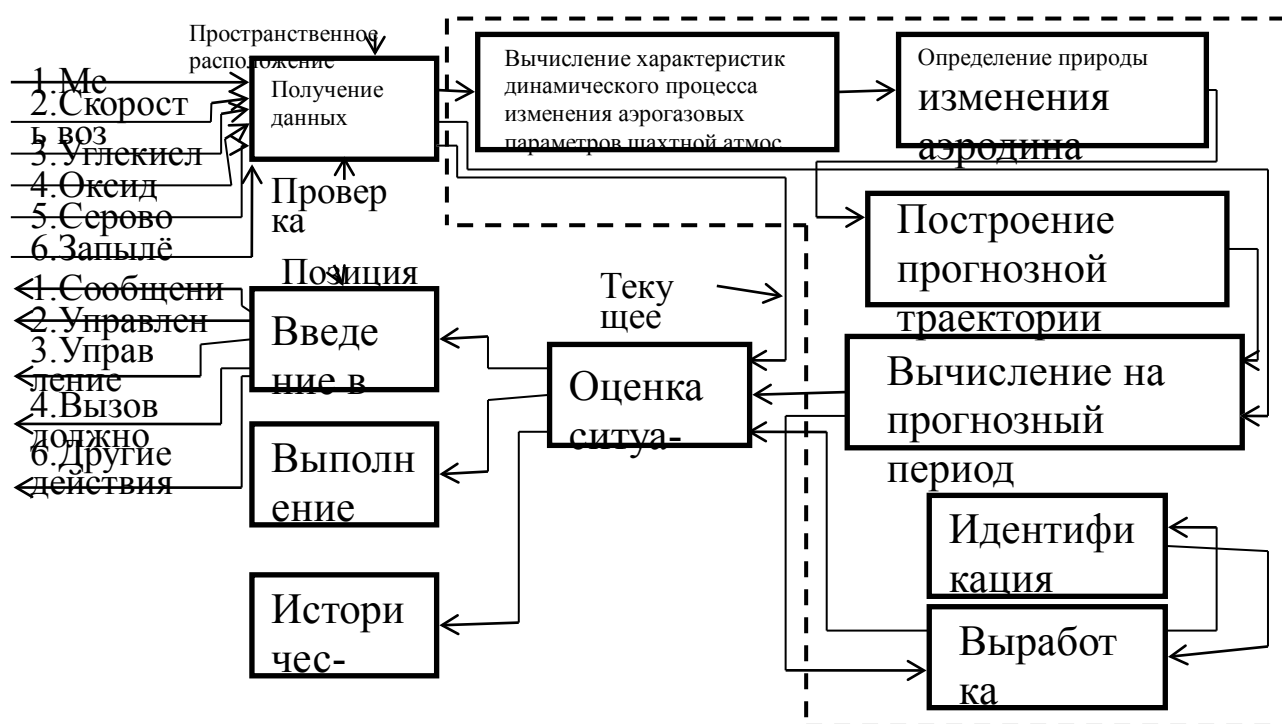 Пространственное
расположение
1.Ме
2.Скорост
ь воз
3.Углекисл
4.Оксид
5.Серово
6.Запылё
Получение
данных
Провер
ка
Вычисление характеристик
динамического процесса
изменения аэрогазовых
параметров шахтной атмос
Определение природы
изменения
аэродина
Построение
прогнозной
траектории
Вычисление на
прогнозный
период
Идентифи
кация
Выработ
ка
Теку
щее
Оценка
ситуа-
Позиция
Введе
ние в
Выполн
ение
Истори
чес-
1.Сообщени
2.Управлен
3.Управ
ление
4.Вызов
должно
6.Другие
действия